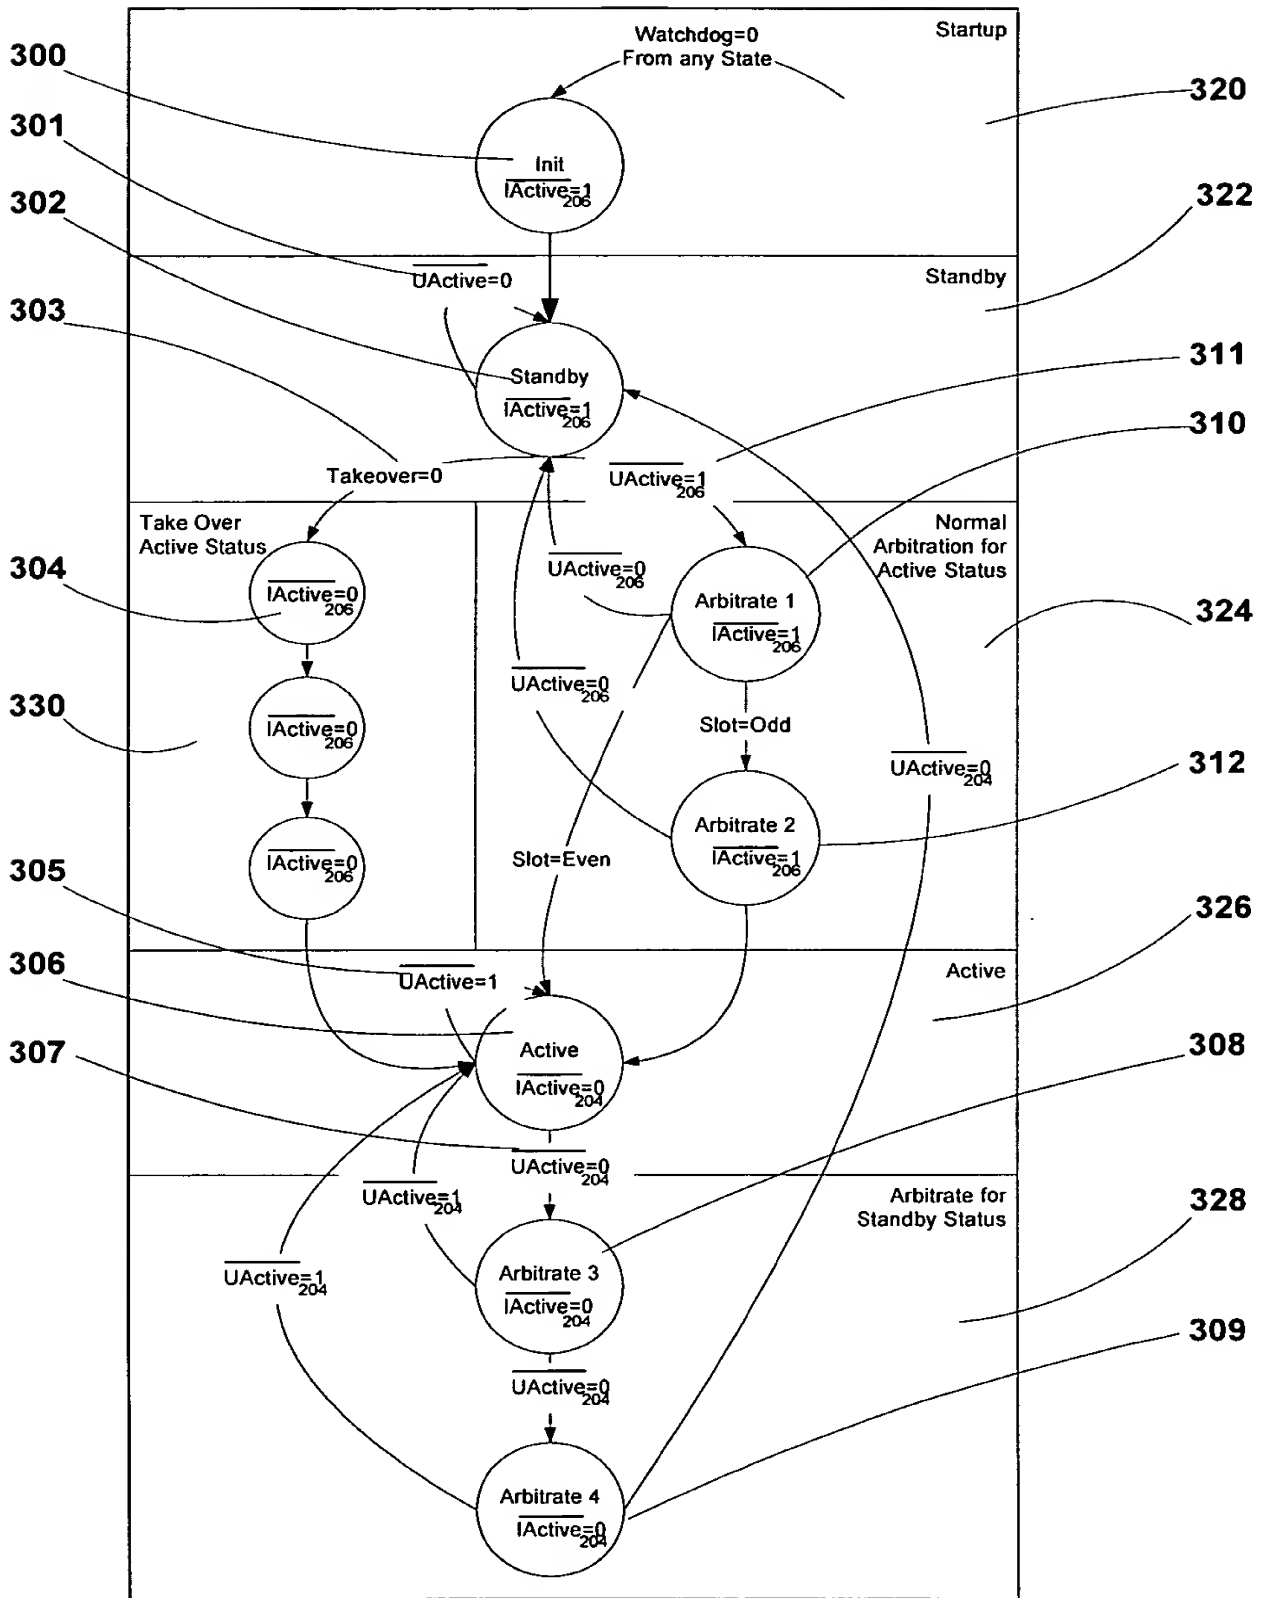 Startup
Watchdog=0
From any State
300
320
301
Init
IActive=1
206
302
322
UActive=0
Standby
303
311
Standby
IActive=1
206
310
Takeover=0
UActive=1
206
Take Over
Active Status
Normal
Arbitration for
Active Status
304
UActive=0
206
IActive=0
206
Arbitrate 1
IActive=1
206
324
UActive=0
206
330
IActive=0
206
Slot=Odd
UActive=0
204
312
Arbitrate 2
IActive=1
206
Slot=Even
IActive=0
206
305
326
306
UActive=1
Active
307
Active
IActive=0
204
308
UActive=0
204
UActive=1
204
Arbitrate for
Standby Status
328
UActive=1
204
Arbitrate 3
IActive=0
204
309
UActive=0
204
Arbitrate 4
IActive=0
204